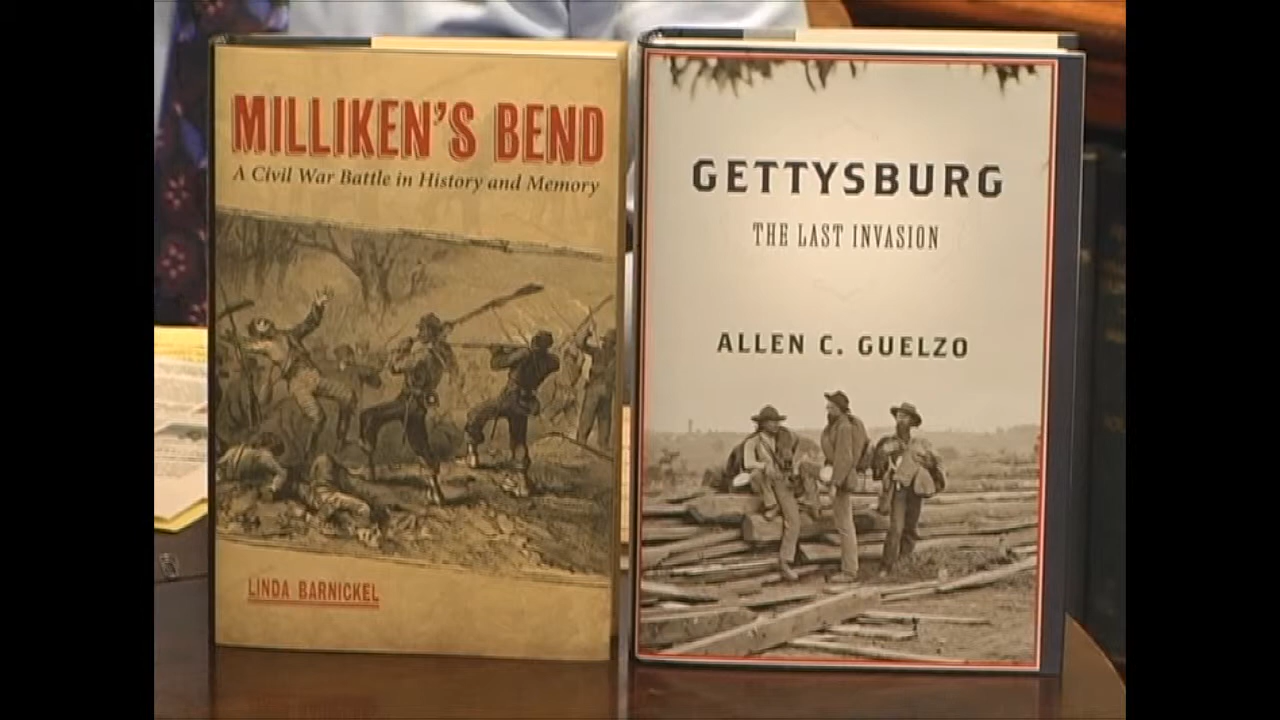 MILLIKEN'S BEND
A Civil War Battle in History and Memory
LINDA BARNICKEL
GETTYSBURG
THE LAST INVASION
ALLEN C. GUELZO